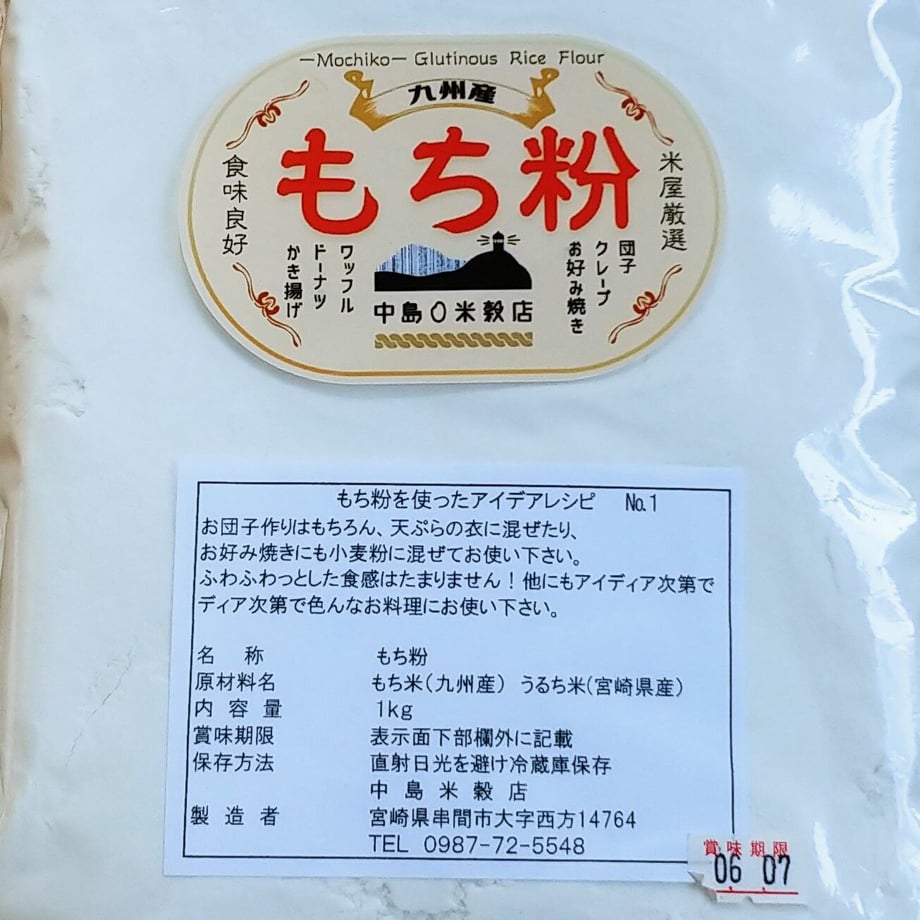 —Mochiko— Glutinous Rice Flour
九州産
もち粉
米屋厳選
食味良好
団子
クレープ
お好み焼き
ワッフル
ドーナツ
かき揚げ
中島米穀店
もち粉を使ったアイデアレシピ No.1
お団子作りはもちろん、天ぷらの衣に混ぜたり、
お好み焼きにも小麦粉に混ぜてお使い下さい。
ふわふわっとした食感はたまりません！他にもアイディア次第で
ディア次第で色んなお料理にお使い下さい。
名 称 もち粉
原材料名 もち米(九州産) うるち米(宮崎県産)
内容量 1kg
賞味期限 表示面下部欄外に記載
保存方法 直射日光を避け冷蔵庫保存
中島米穀店
製造者 宮崎県串間市大字西方14764
TEL 0987-72-5548
賞味期限
06 07